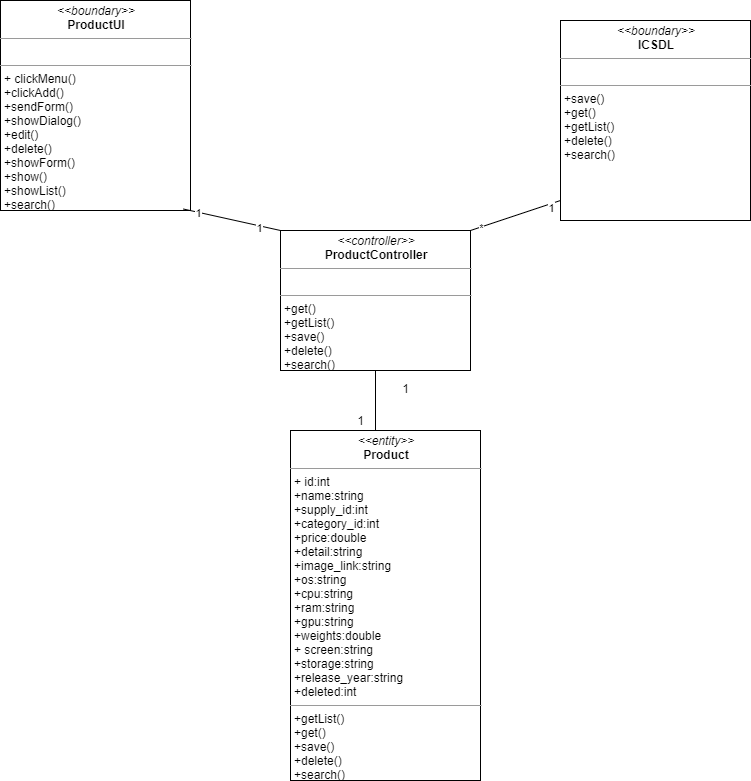 <<boundary>>
ProductUI
+ clickMenu()
+clickAdd()
+sendForm()
+showDialog()
+edit()
+delete()
+showForm()
+show()
+showList()
+search()
<<boundary>>
ICSDL
+save()
+get()
+getList()
+delete()
+search()
1
1
*
1
<<controller>>
ProductController
+get()
+getList()
+save()
+delete()
+search()
1
1
<<entity>>
Product
+ id:int
+name:string
+supply_id:int
+category_id:int
+price:double
+detail:string
+image_link:string
+os:string
+cpu:string
+ram:string
+gpu:string
+weights:double
+ screen:string
+storage:string
+release_year:string
+deleted:int
+getList()
+get()
+save()
+delete()
+search()